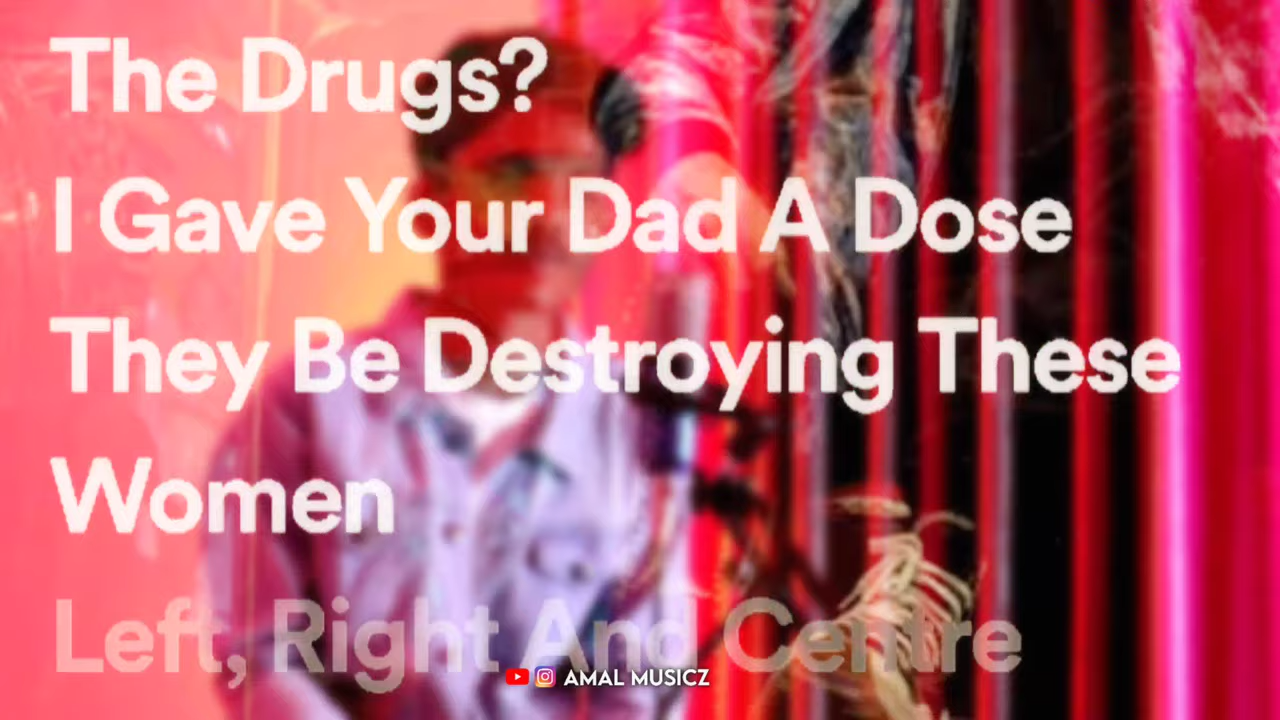 The Drugs?
I Gave Your Dad A Dose
They Be Destroying These
Women
Left, Right And Centre
AMAL MUSICZ